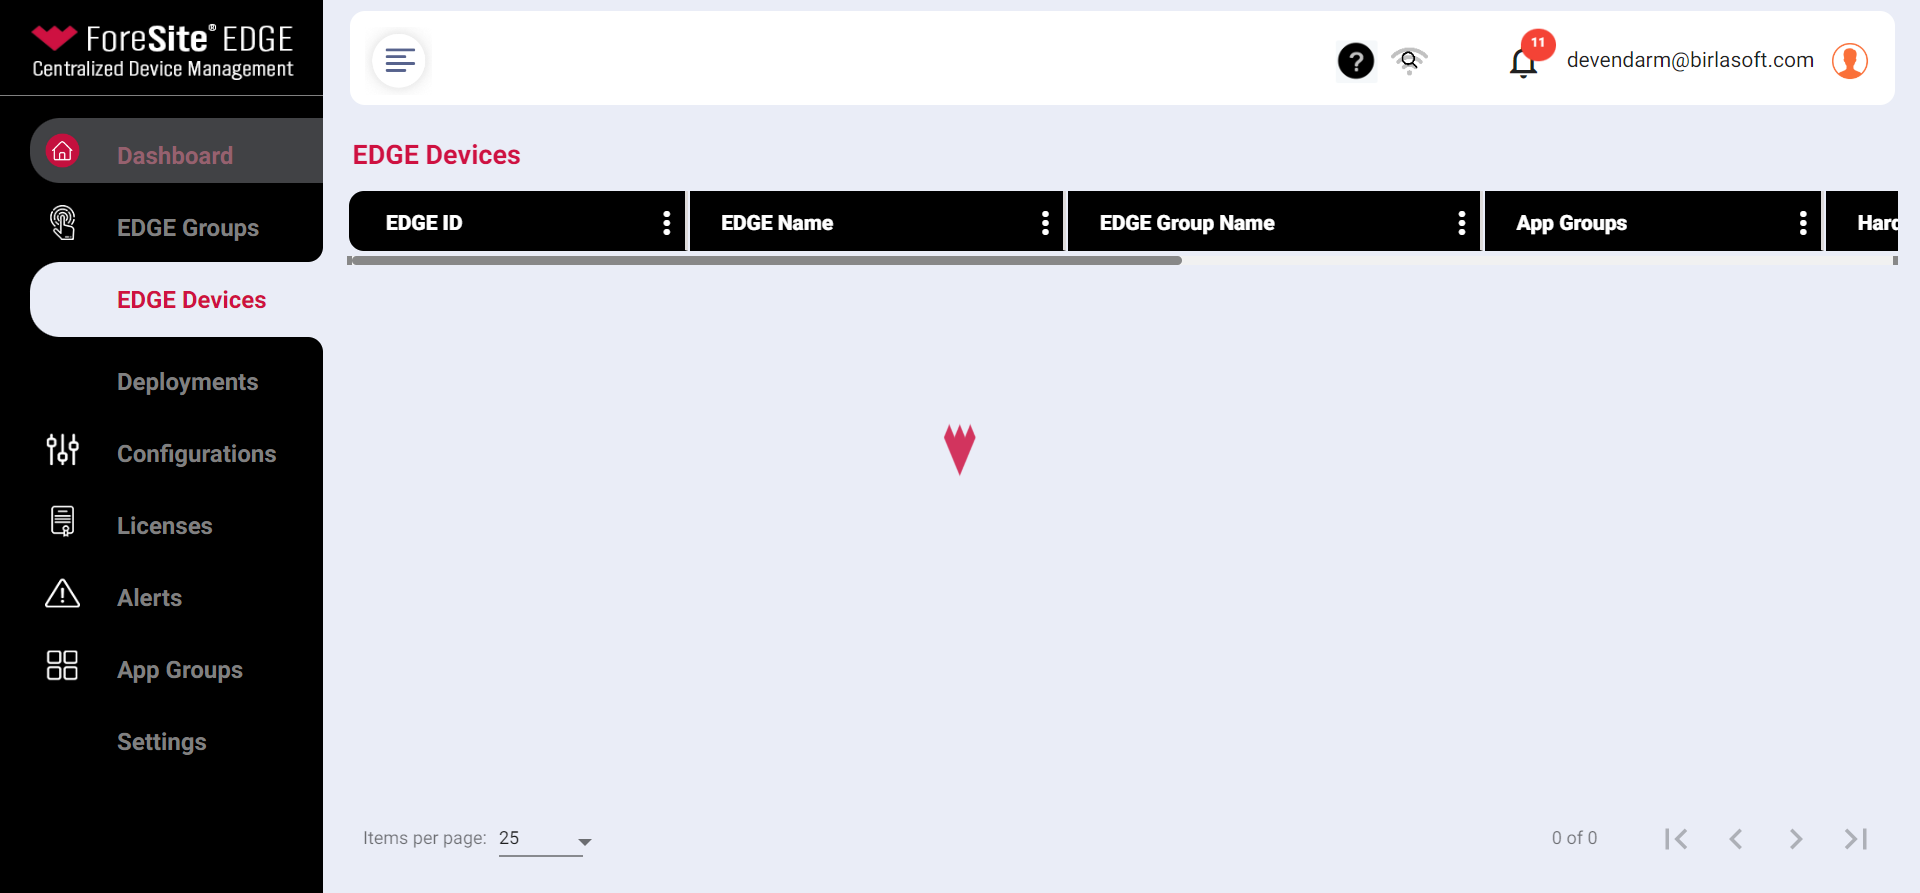 ForeSite® EDGE
Centralized Device Management
?
11
devendarm@birlasoft.com
Dashboard
EDGE Groups
EDGE Devices
Deployments
Configurations
Licenses
Alerts
App Groups
Settings
EDGE Devices
EDGE ID
EDGE Name
EDGE Group Name
App Groups
Harc
Items per page: 25
0 of 0